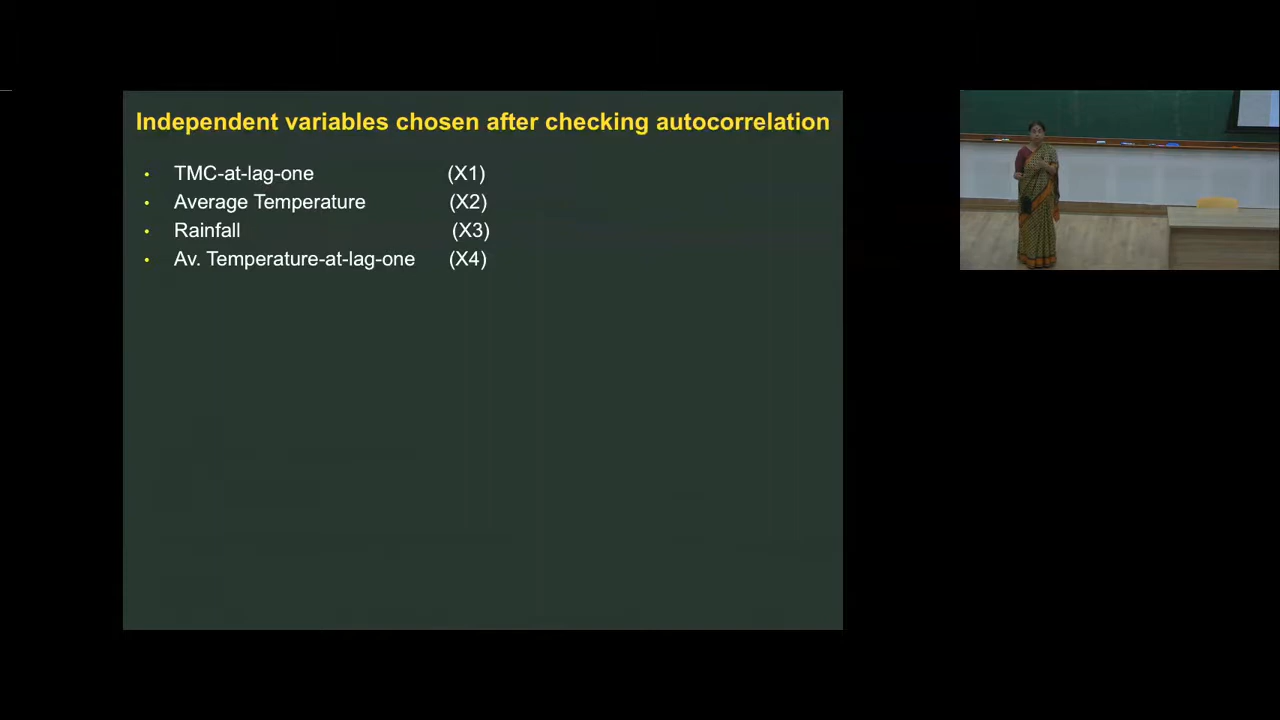 Independent variables chosen after checking autocorrelation
• TMC-at-lag-one (X1)
• Average Temperature (X2)
• Rainfall (X3)
• Av. Temperature-at-lag-one (X4)